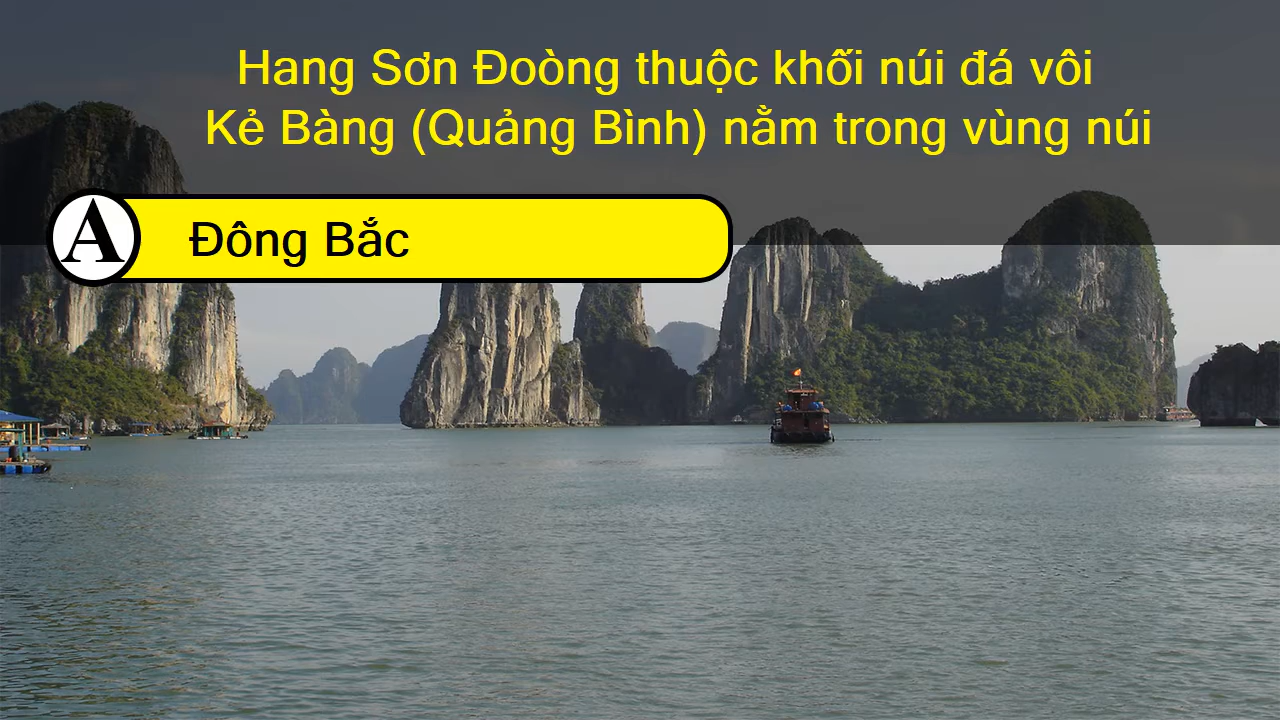 Hang Sơn Đoòng thuộc khối núi đá vôi
Kẻ Bàng (Quảng Bình) nằm trong vùng núi
A Đông Bắc